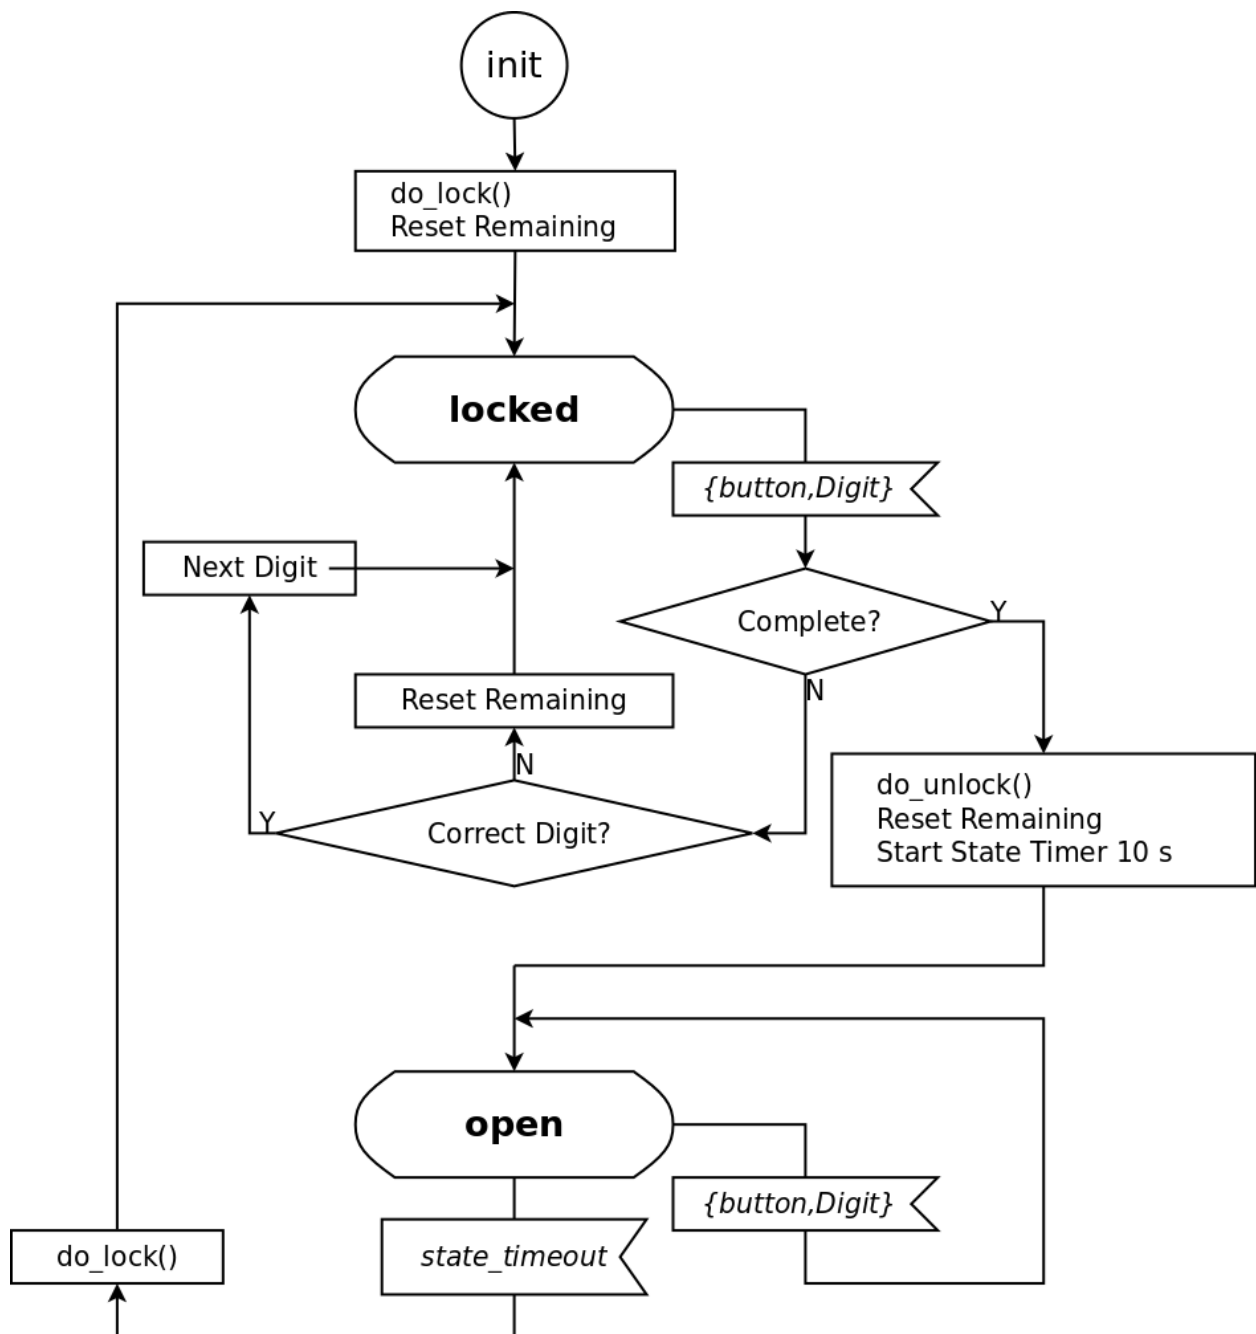 init
do_lock()
Reset Remaining
locked
{button,Digit}
Next Digit
Complete?
Y
N
Reset Remaining
N
Y
Correct Digit?
do_unlock()
Reset Remaining
Start State Timer 10 s
open
{button,Digit}
do_lock()
state_timeout